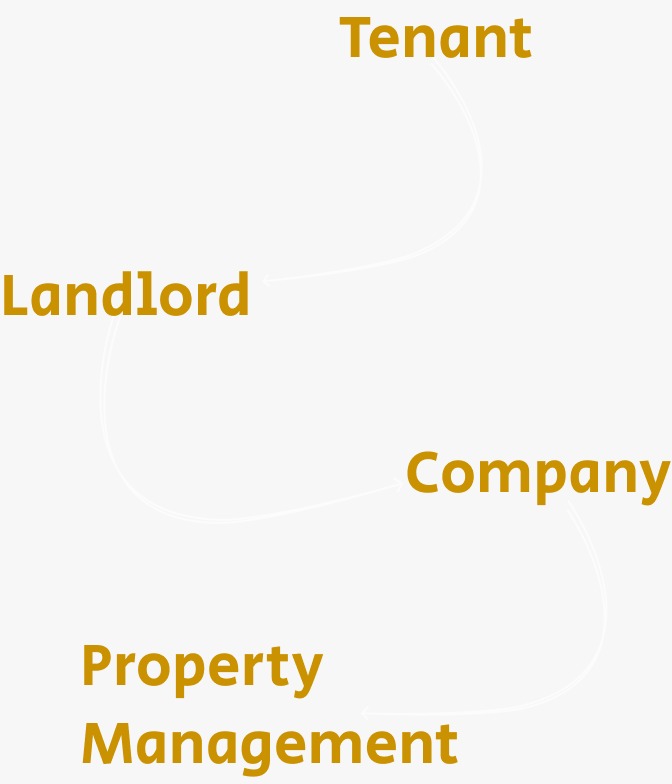 Tenant
Landlord
Company
Property
Management